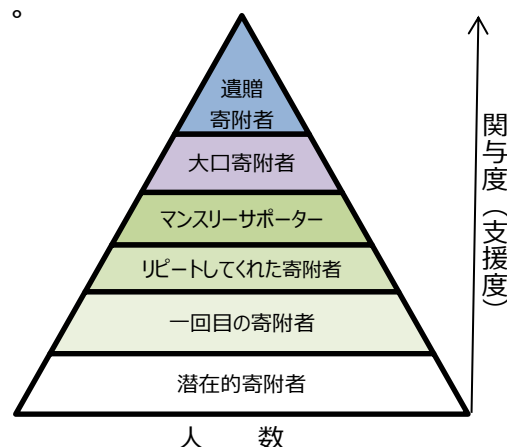 。
遺贈
寄附者
大口寄附者
マンスリーサポーター
リピートしてくれた寄附者
一回目の寄附者
潜在的寄附者
人　数
関与度（支援度）